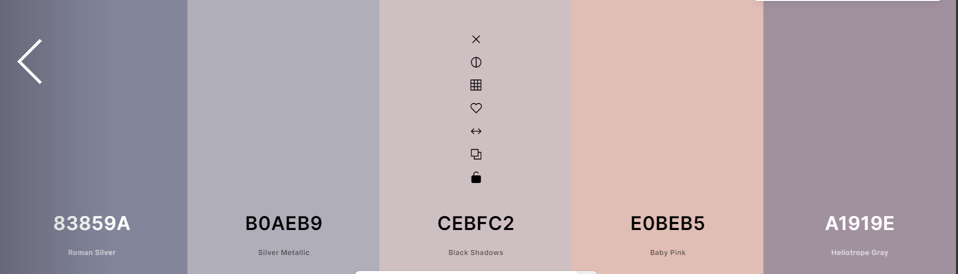 83859A
B0AEB9
CEBFC2
E0BEB5
A1919E
Roman Silver
Silver Metallic
Black Shadows
Baby Pink
Heliotrope Gray